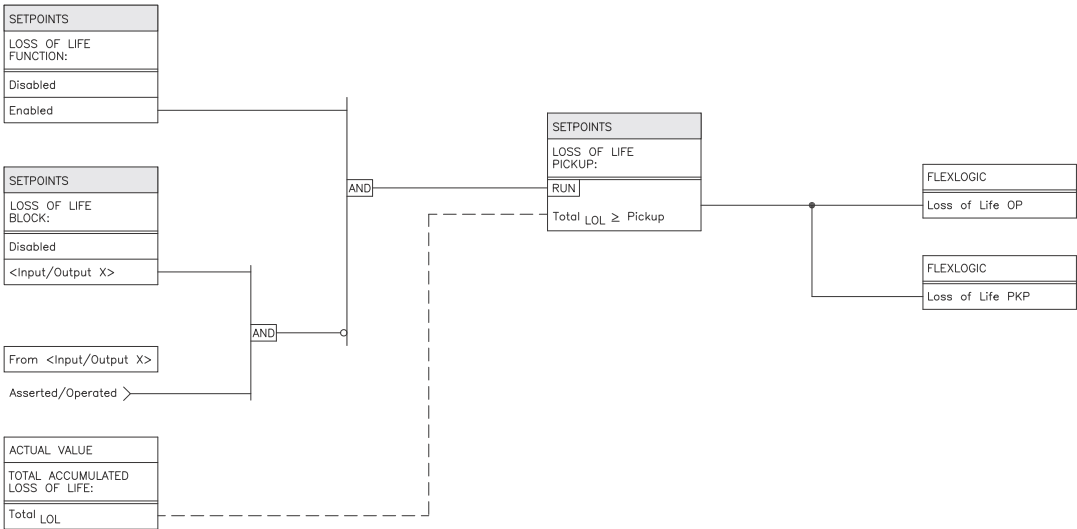 SETPOINTS
LOSS OF LIFE
FUNCTION:
Disabled
Enabled
SETPOINTS
LOSS OF LIFE
BLOCK:
Disabled
<Input/Output X>
From <Input/Output X>
Asserted/Operated
ACTUAL VALUE
TOTAL ACCUMULATED
LOSS OF LIFE:
Total LOL
AND
AND
SETPOINTS
LOSS OF LIFE
PICKUP:
RUN
Total LOL ≥ Pickup
FLEXLOGIC
Loss of Life OP
FLEXLOGIC
Loss of Life PKP